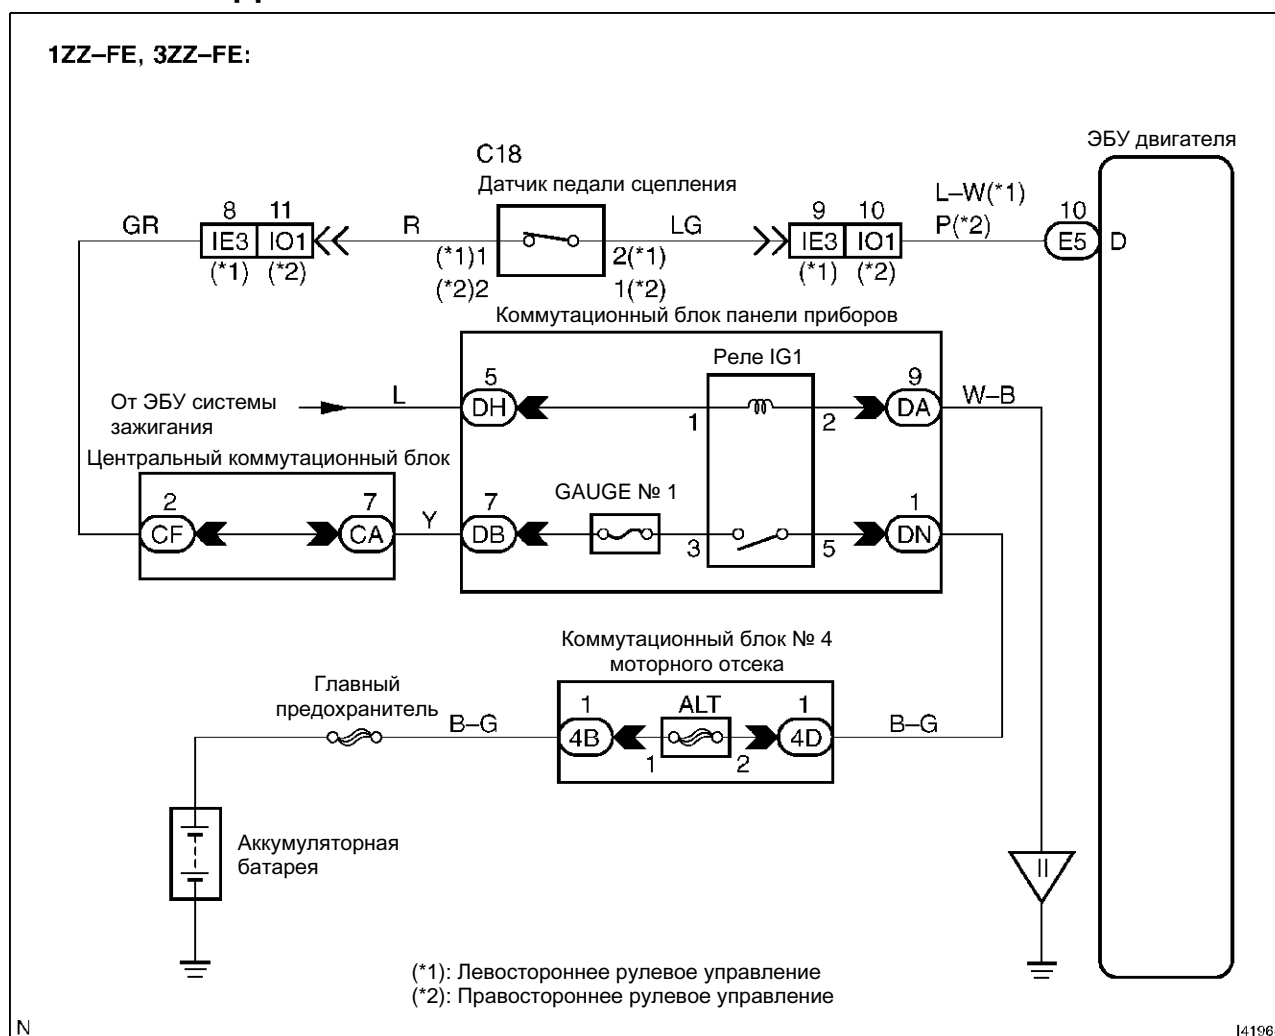 1ZZ–FE, 3ZZ–FE:
ЭБУ двигателя
C18
Датчик педали сцепления
L–W(*1)
P(*2)
GR
8
11
IE3
IO1
(*1)
(*2)
R
(*1)1
(*2)2
2(*1)
1(*2)
LG
9
10
IE3
IO1
(*1)
(*2)
10
E5
D
Коммутационный блок панели приборов
Реле IG1
От ЭБУ системы
зажигания
L
5
DH
1
2
9
DA
W–B
Центральный коммутационный блок
2
CF
7
CA
Y
7
DB
GAUGE № 1
3
5
1
DN
Коммутационный блок № 4
моторного отсека
Главный
предохранитель
B–G
1
4B
ALT
1
2
1
4D
B–G
Аккумуляторная
батарея
II
(*1): Левостороннее рулевое управление
(*2): Правостороннее рулевое управление
N